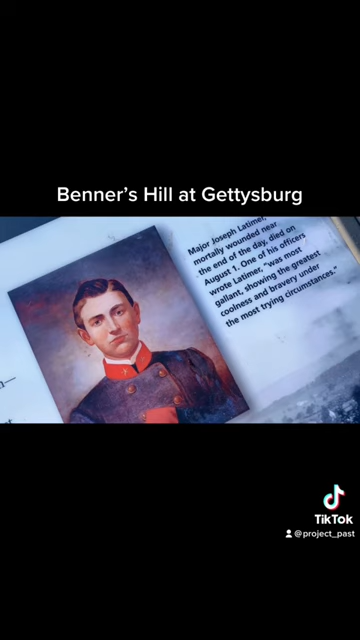 Benner's Hill at Gettysburg
Major Joseph Latimer,
mortally wounded near
the end of the day, died on
August 1. One of his officers
wrote Latimer, "was most
gallant, showing the greatest
coolness and bravery under
the most trying circumstances."
TikTok
@project_past